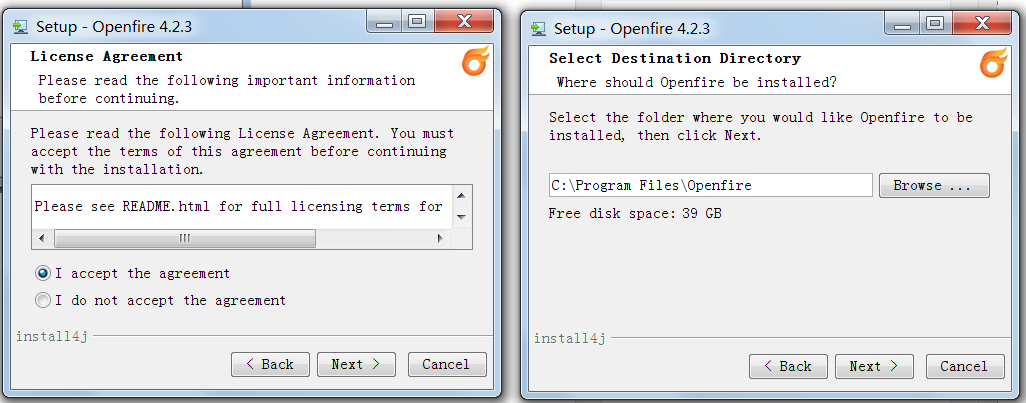 Setup - Openfire 4.2.3
License Agreement
Please read the following important information
before continuing.
Please read the following License Agreement. You must
accept the terms of this agreement before continuing
with the installation.
Please see README.html for full licensing terms for
I accept the agreement
I do not accept the agreement
install4j
< Back
Next >
Cancel
Setup - Openfire 4.2.3
Select Destination Directory
Where should Openfire be installed?
Select the folder where you would like Openfire to be
installed, then click Next.
C:\Program Files\Openfire
Browse ...
Free disk space: 39 GB
install4j
< Back
Next >
Cancel